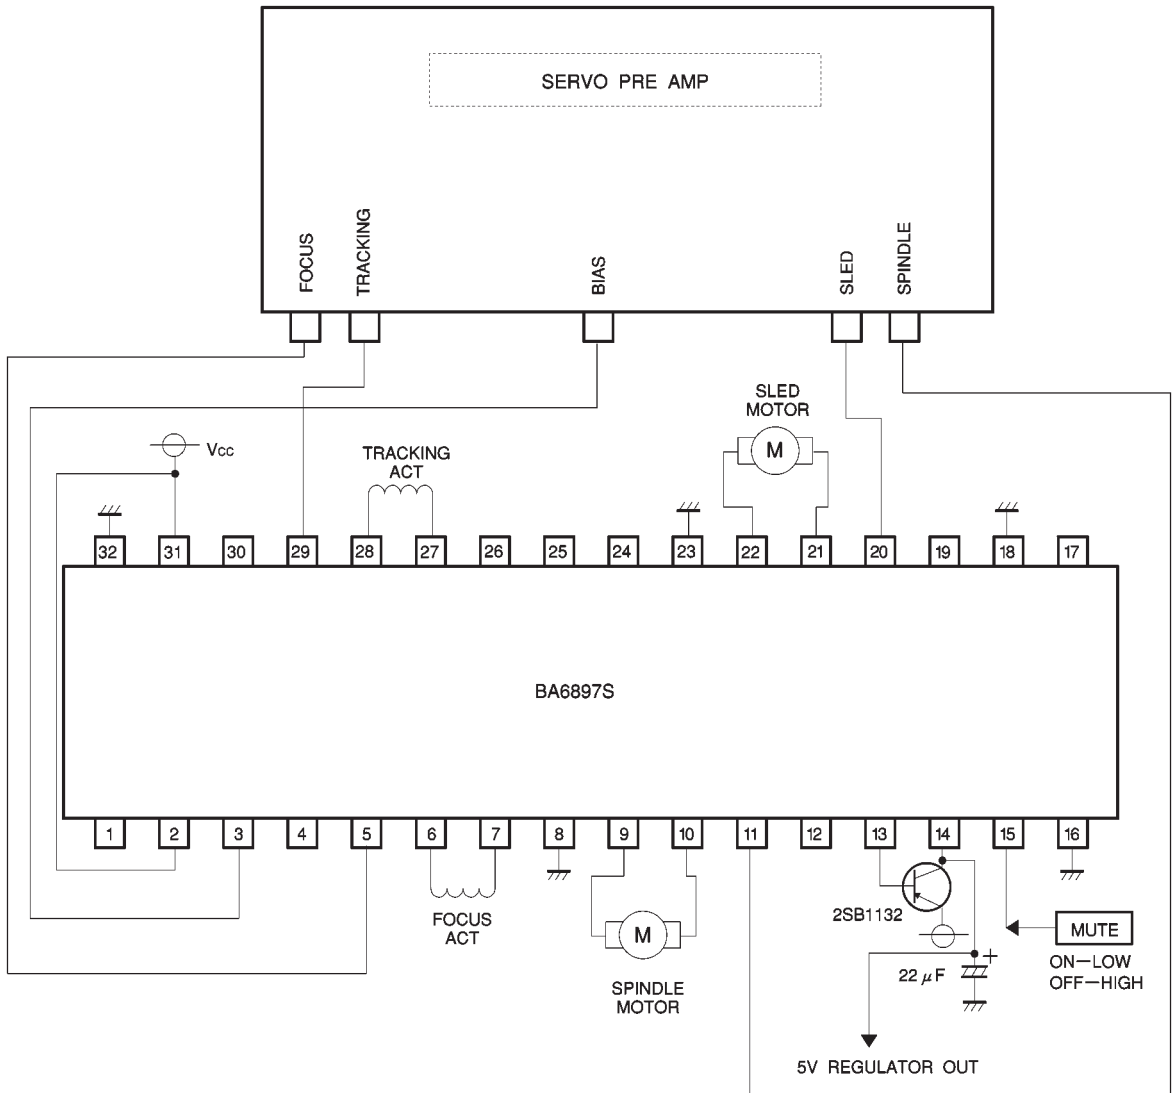 SERVO PRE AMP
FOCUS
TRACKING
BIAS
SLED
SPINDLE
SLED
MOTOR
M
Vcc
TRACKING
ACT
32 31 30 29 28 27 26 25 24 23 22 21 20 19 18 17
BA6897S
1 2 3 4 5 6 7 8 9 10 11 12 13 14 15 16
FOCUS
ACT
M
SPINDLE
MOTOR
2SB1132
MUTE
ON–LOW
OFF–HIGH
+
22 μF
5V REGULATOR OUT